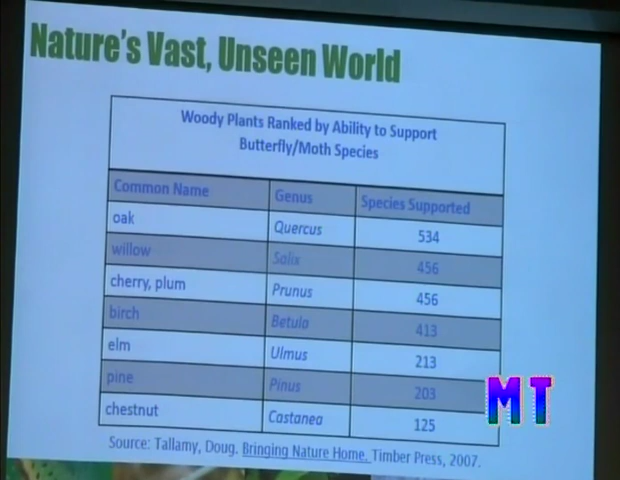 Nature's Vast, Unseen World
Woody Plants Ranked by Ability to Support
Butterfly/Moth Species
Common Name Genus Species Supported
oak Quercus 534
willow Salix 456
cherry, plum Prunus 456
birch Betula 413
elm Ulmus 213
pine Pinus 203
chestnut Castanea 125
Source: Tallamy, Doug. Bringing Nature Home. Timber Press, 2007.
MT